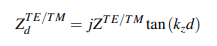 Z_d^{TE/TM} = jZ^{TE/TM} tan(k_z d)